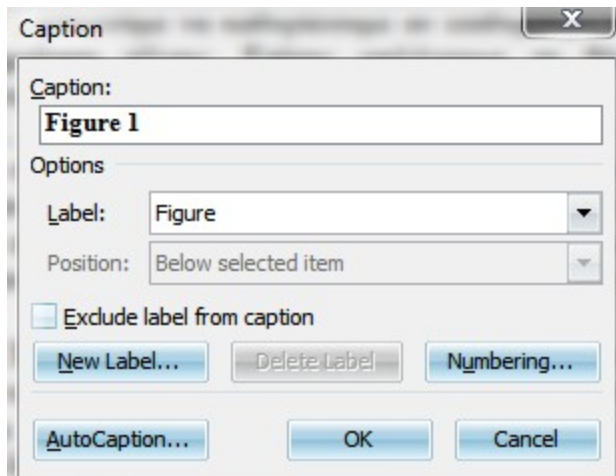 Caption
X
Caption:
Figure 1
Options
Label: Figure
Position: Below selected item
Exclude label from caption
New Label... Delete Label Numbering...
AutoCaption... OK Cancel